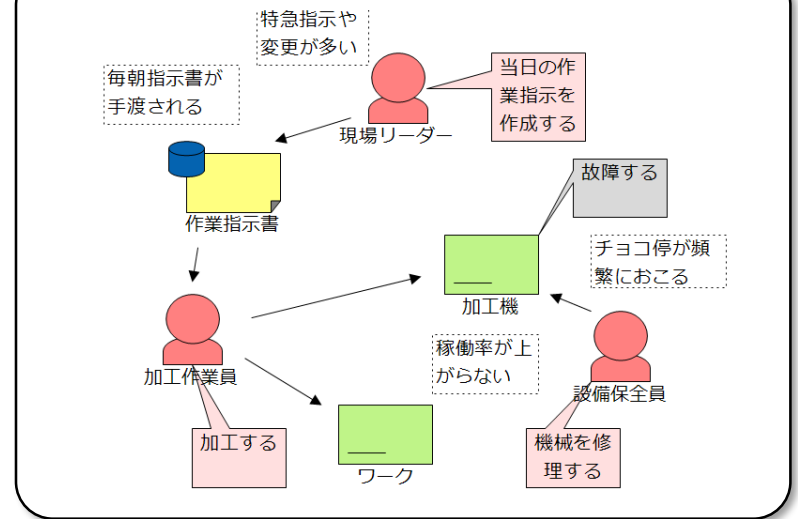 特急指示や
変更が多い
毎朝指示書が
手渡される
当日の作
業指示を
作成する
現場リーダー
故障する
作業指示書
チョコ停が頻
繁におこる
加工機
稼働率が上
がらない
加工作業員
設備保全員
加工する
機械を修
理する
ワーク